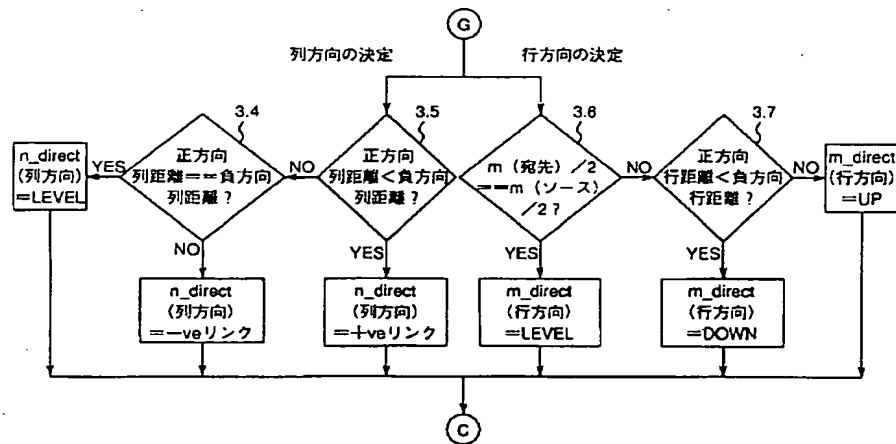 G
列方向の決定
行方向の決定
3.4
3.5
3.6
3.7
n_direct
(列方向)
=LEVEL
YES
正方向
列距離==負方向
列距離?
NO
正方向
列距離<負方向
列距離?
m (宛先) /2
==m (ソース)
/2?
NO
正方向
行距離<負方向
行距離?
NO
m_direct
(行方向)
=UP
NO
YES
YES
YES
n_direct
(列方向)
=-veリンク
n_direct
(列方向)
=+veリンク
m_direct
(行方向)
=LEVEL
m_direct
(行方向)
=DOWN
C